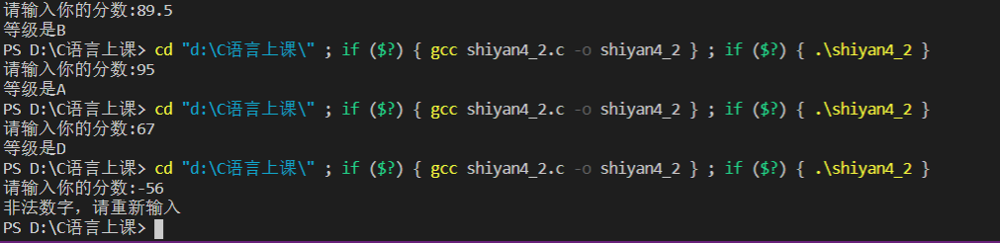 请输入你的分数:89.5
等级是B
PS D:\C语言上课> cd "d:\C语言上课\" ; if ($?) { gcc shiyan4_2.c -o shiyan4_2 } ; if ($?) { .\shiyan4_2 }
请输入你的分数:95
等级是A
PS D:\C语言上课> cd "d:\C语言上课\" ; if ($?) { gcc shiyan4_2.c -o shiyan4_2 } ; if ($?) { .\shiyan4_2 }
请输入你的分数:67
等级是D
PS D:\C语言上课> cd "d:\C语言上课\" ; if ($?) { gcc shiyan4_2.c -o shiyan4_2 } ; if ($?) { .\shiyan4_2 }
请输入你的分数:-56
非法数字，请重新输入
PS D:\C语言上课>